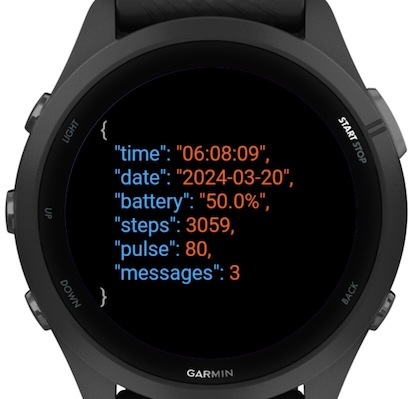 LIGHT
START STOP
{
"time": "06:08:09",
"date": "2024-03-20",
"battery": "50.0%",
"steps": 3059,
"pulse": 80,
"messages": 3
}
UP
DOWN
BACK
GARMIN